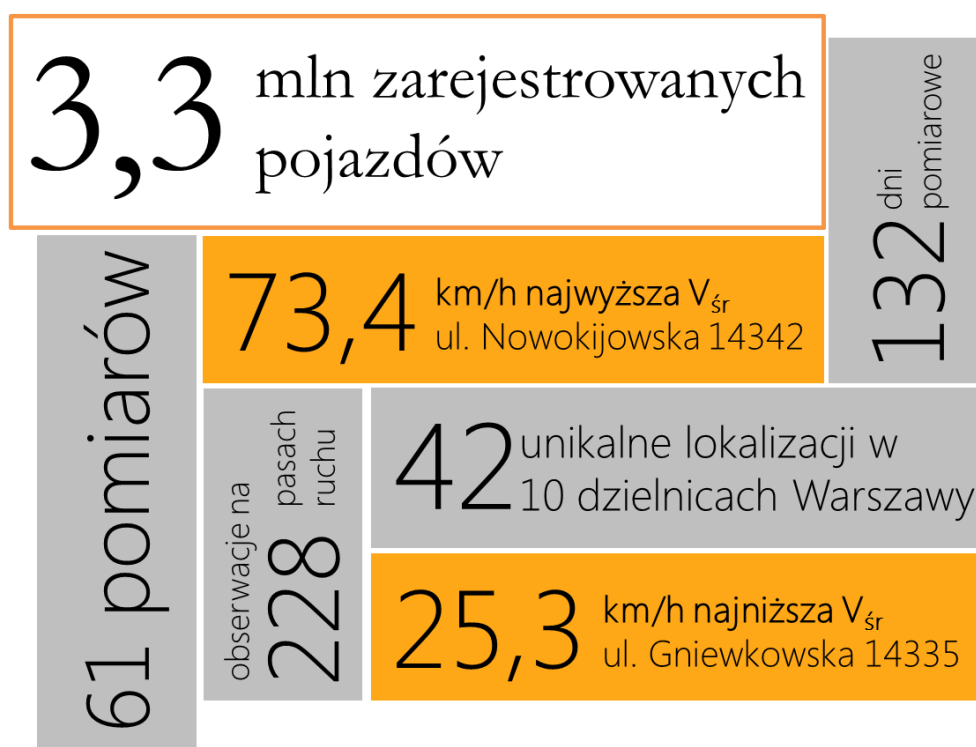 3,3 mln zarejestrowanych
pojazdów
132 dni
pomiarowe
61 pomiarów
73,4 km/h najwyższa Vśr
ul. Nowokijowska 14342
obserwacje na
228 pasach
ruchu
42 unikalne lokalizacji w
10 dzielnicach Warszawy
25,3 km/h najniższa Vśr
ul. Gniewkowska 14335